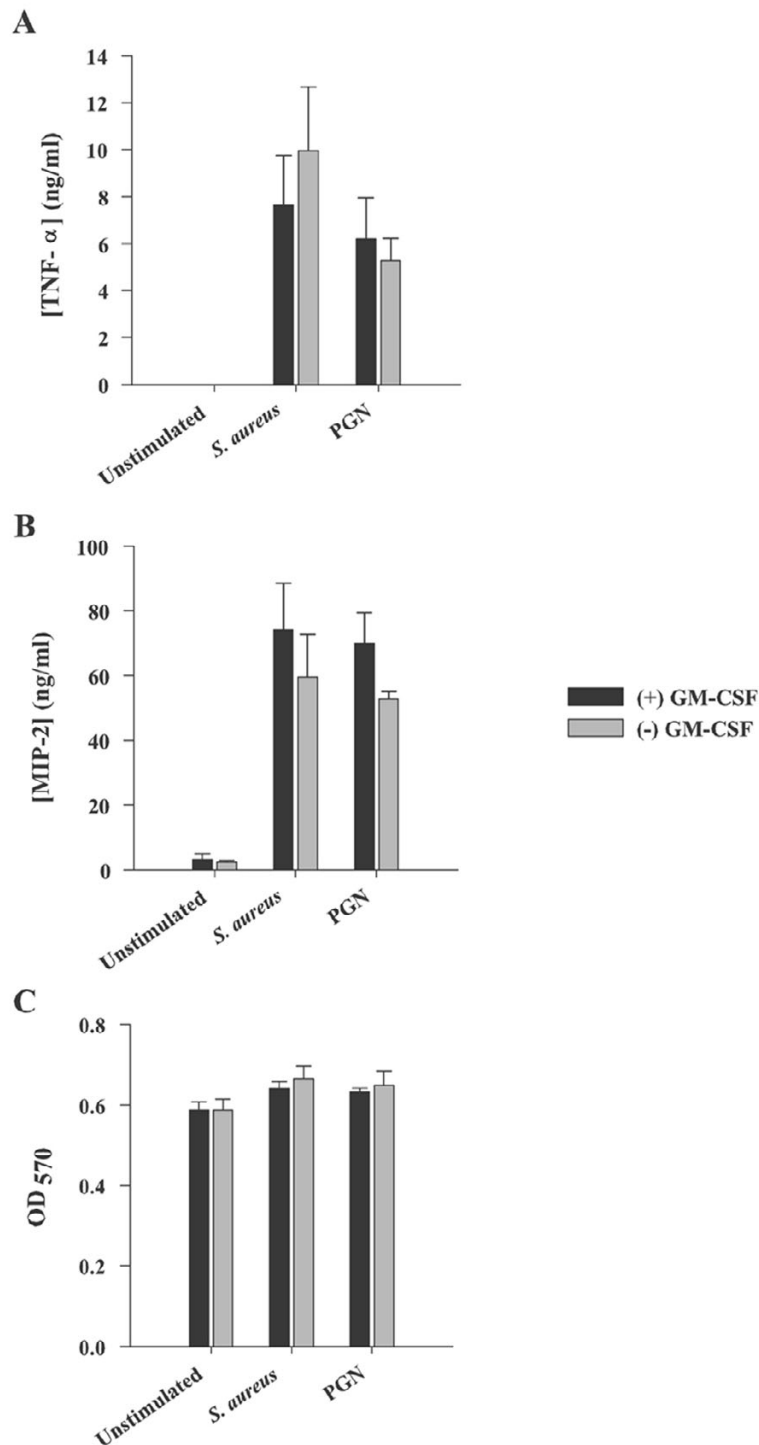 A
14
12
10
8
6
4
2
0
[TNF- α] (ng/ml)
Unstimulated
S. aureus
PGN
B
100
80
60
40
20
0
[MIP-2] (ng/ml)
Unstimulated
S. aureus
PGN
(+) GM-CSF
(-) GM-CSF
C
0.8
0.6
0.4
0.2
0.0
OD570
Unstimulated
S. aureus
PGN